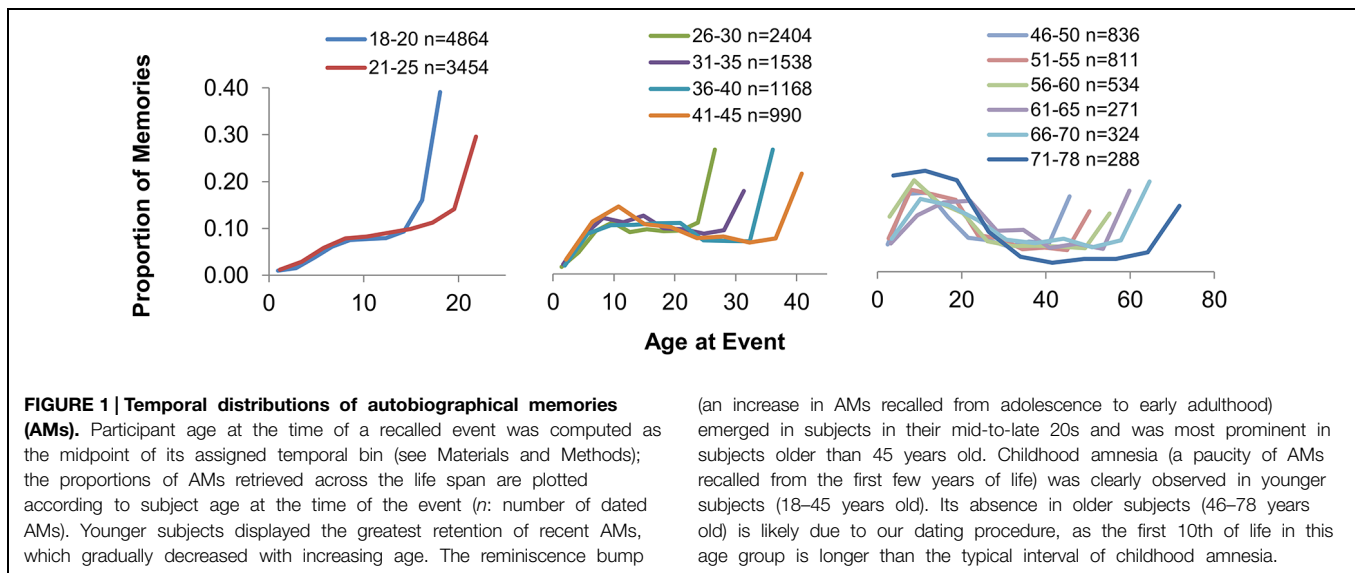 18-20 n=4864
21-25 n=3454
26-30 n=2404
31-35 n=1538
36-40 n=1168
41-45 n=990
46-50 n=836
51-55 n=811
56-60 n=534
61-65 n=271
66-70 n=324
71-78 n=288
Proportion of Memories
0.40
0.30
0.20
0.10
0.00
0 10 20
0 10 20 30 40
0 20 40 60 80
Age at Event
FIGURE 1 | Temporal distributions of autobiographical memories
(AMs). Participant age at the time of a recalled event was computed as
the midpoint of its assigned temporal bin (see Materials and Methods);
the proportions of AMs retrieved across the life span are plotted
according to subject age at the time of the event (n: number of dated
AMs). Younger subjects displayed the greatest retention of recent AMs,
which gradually decreased with increasing age. The reminiscence bump
(an increase in AMs recalled from adolescence to early adulthood)
emerged in subjects in their mid-to-late 20s and was most prominent in
subjects older than 45 years old. Childhood amnesia (a paucity of AMs
recalled from the first few years of life) was clearly observed in younger
subjects (18–45 years old). Its absence in older subjects (46–78 years
old) is likely due to our dating procedure, as the first 10th of life in this
age group is longer than the typical interval of childhood amnesia.